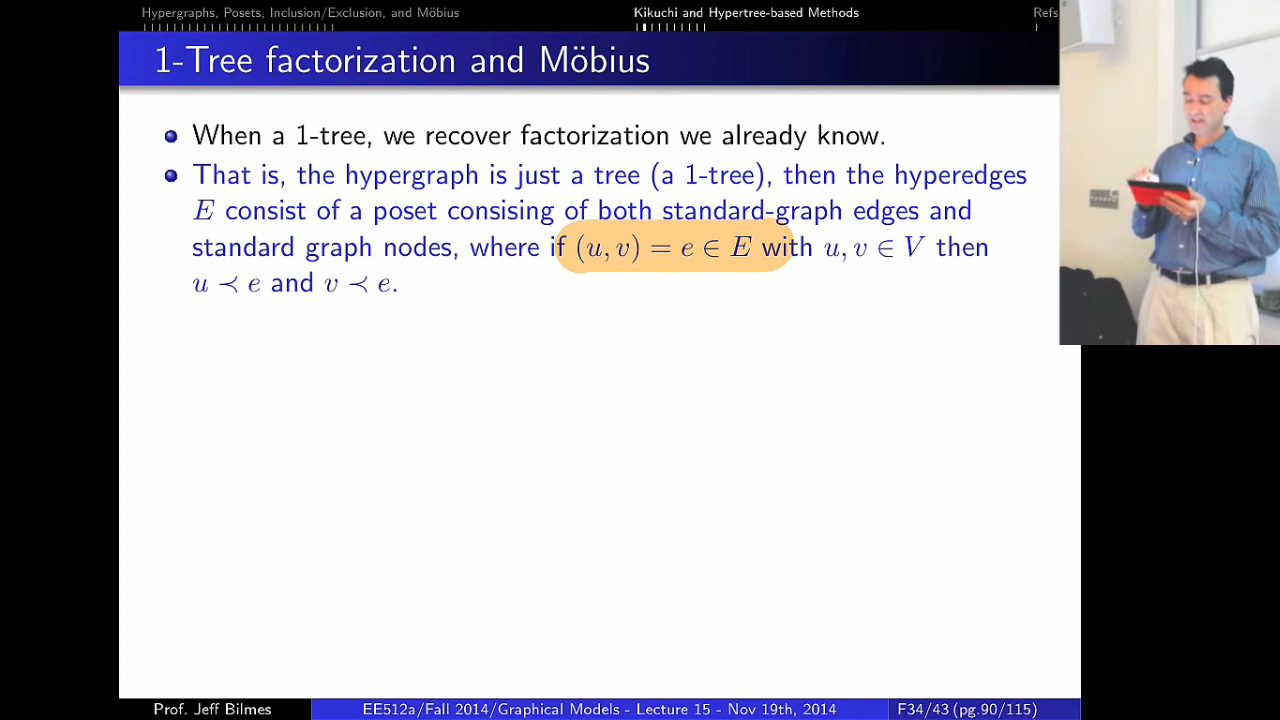 Hypergraphs, Posets, Inclusion/Exclusion, and Möbius
Kikuchi and Hypertree-based Methods
Refs
1-Tree factorization and Möbius
When a 1-tree, we recover factorization we already know.
That is, the hypergraph is just a tree (a 1-tree), then the hyperedges
E consist of a poset consising of both standard-graph edges and
standard graph nodes, where if (u, v) = e ∈ E with u, v ∈ V then
u ≺ e and v ≺ e.
Prof. Jeff Bilmes
EE512a/Fall 2014/Graphical Models - Lecture 15 - Nov 19th, 2014
F34/43 (pg.90/115)